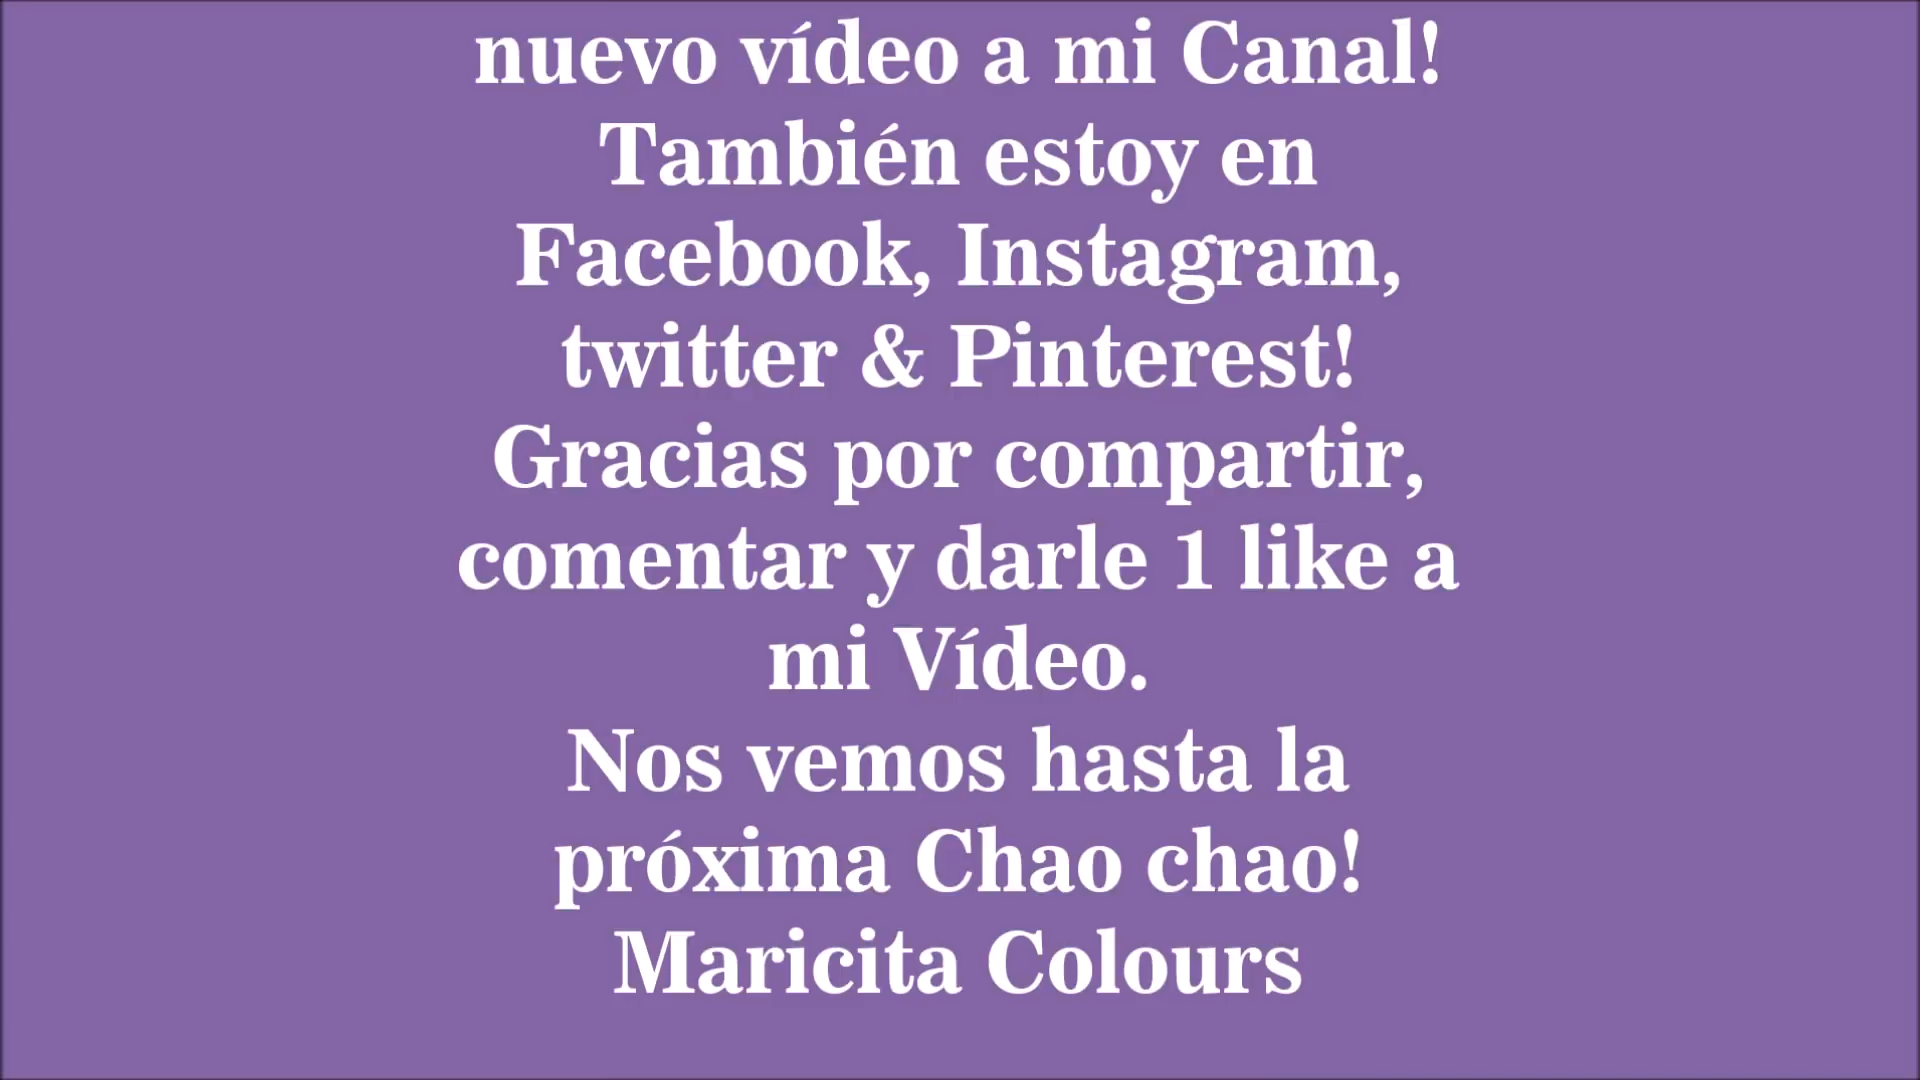 nuevo vídeo a mi Canal!
También estoy en
Facebook, Instagram,
twitter & Pinterest!
Gracias por compartir,
comentar y darle 1 like a
mi Vídeo.
Nos vemos hasta la
próxima Chao chao!
Maricita Colours